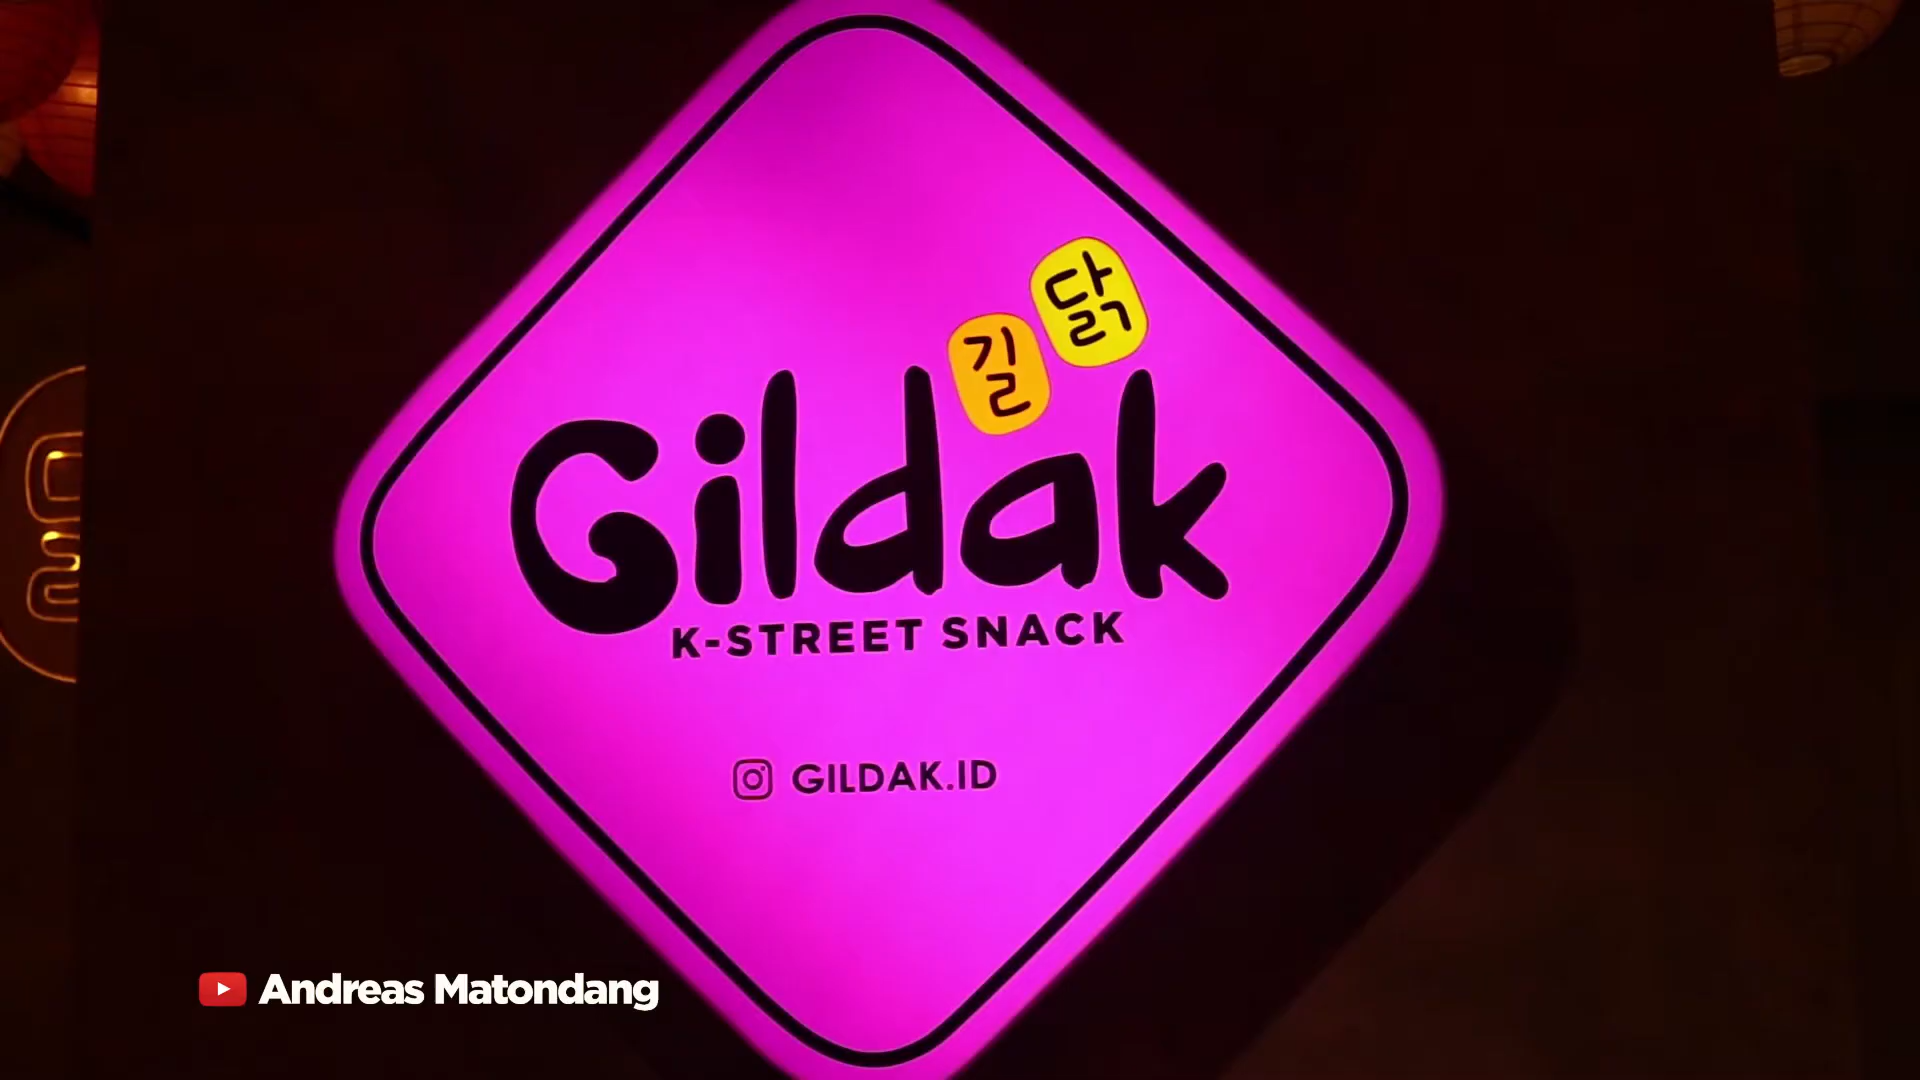 길닭
Gildak
K-STREET SNACK
GILDAK.ID
Andreas Matondang